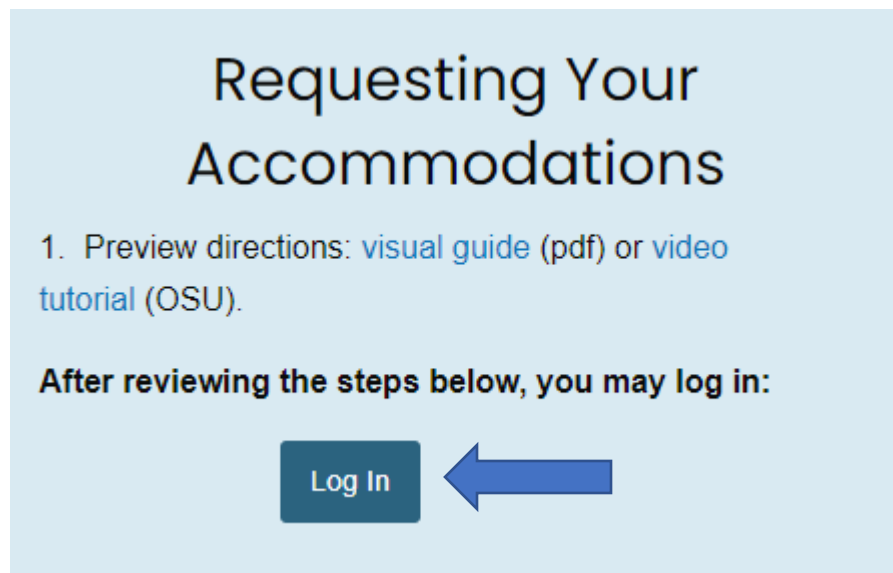 Requesting Your
Accommodations
1. Preview directions: visual guide (pdf) or video
tutorial (OSU).
After reviewing the steps below, you may log in:
Log In